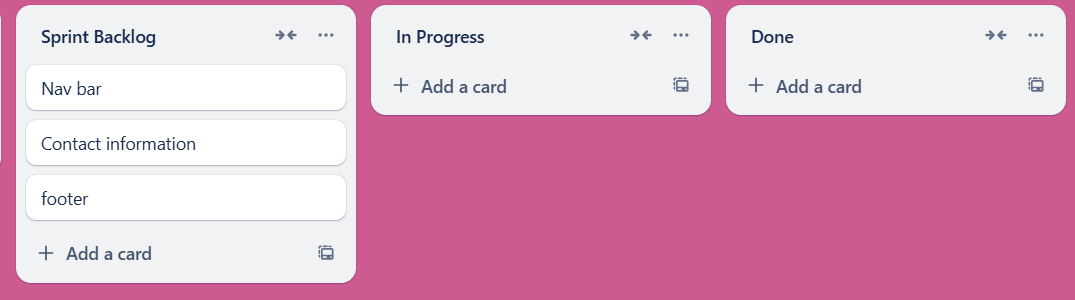 Sprint Backlog
Nav bar
Contact information
footer
Add a card
In Progress
Add a card
Done
Add a card